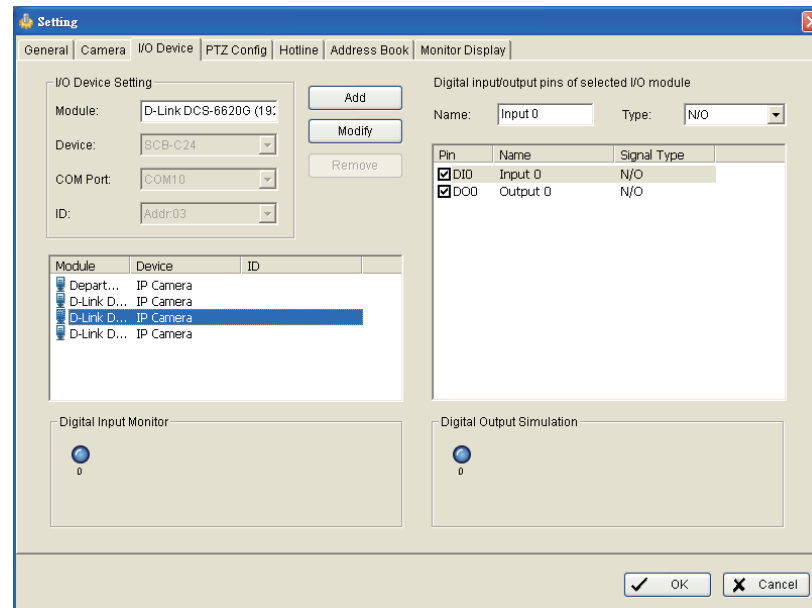 Setting
General Camera I/O Device PTZ Config Hotline Address Book Monitor Display
I/O Device Setting
Module: D-Link DCS-6620G (192
Device: SCB-C24
COM Port: COM10
ID: Addr:03
Add
Modify
Remove
Module Device ID
Depart... IP Camera
D-Link D... IP Camera
D-Link D... IP Camera
D-Link D... IP Camera
Digital input/output pins of selected I/O module
Name: Input 0 Type: N/O
Pin Name Signal Type
DI0 Input 0 N/O
DO0 Output 0 N/O
Digital Input Monitor
0
Digital Output Simulation
0
OK Cancel